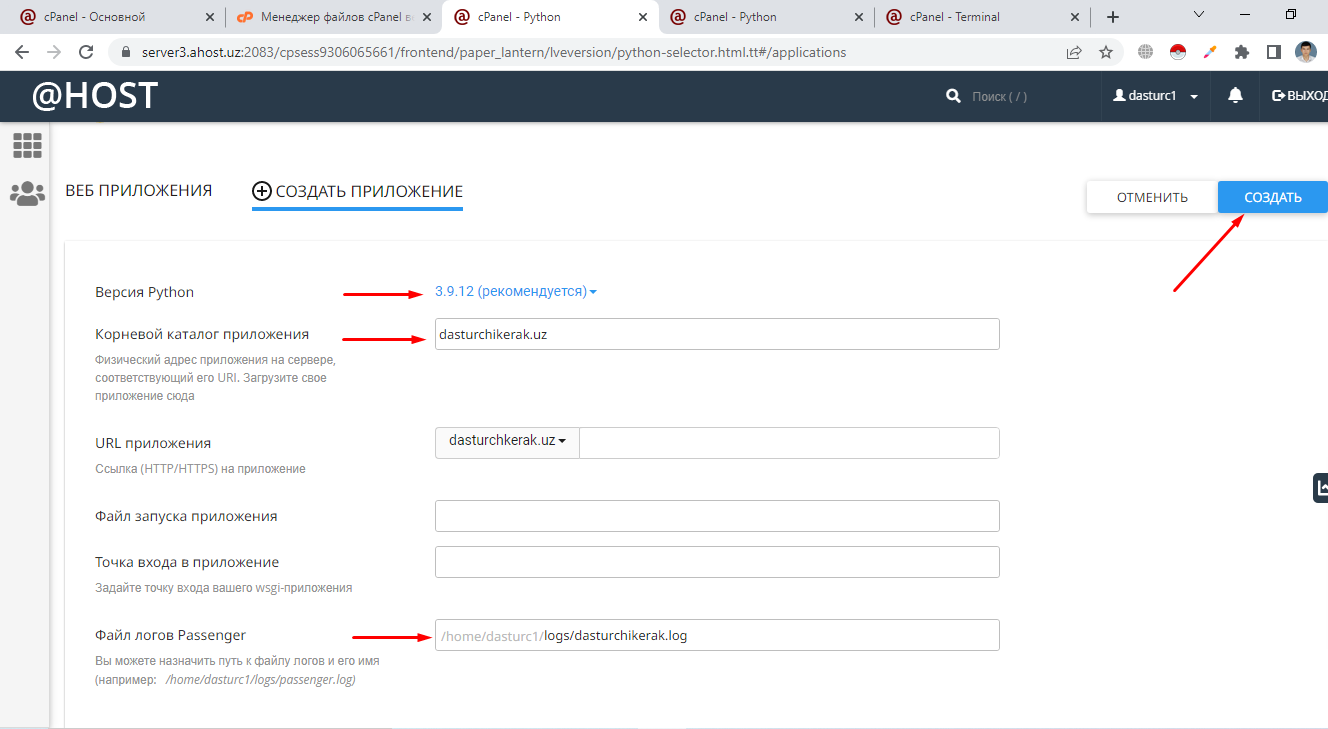 cPanel - Основной
Менеджер файлов cPanel в
cPanel - Python
cPanel - Python
cPanel - Terminal
server3.ahost.uz:2083/cpsess9306065661/frontend/paper_lantern/lveversion/python-selector.html.tt#/applications
@HOST
Поиск ( / )
dasturc1
ВЫХОД
ВЕБ ПРИЛОЖЕНИЯ
СОЗДАТЬ ПРИЛОЖЕНИЕ
ОТМЕНИТЬ
СОЗДАТЬ
Версия Python
3.9.12 (рекомендуется)
Корневой каталог приложения
dasturchikerak.uz
Физический адрес приложения на сервере,
соответствующий его URI. Загрузите свое
приложение сюда
URL приложения
dasturchkerak.uz
Ссылка (HTTP/HTTPS) на приложение
Файл запуска приложения
Точка входа в приложение
Задайте точку входа вашего wsgi-приложения
Файл логов Passenger
/home/dasturc1/logs/dasturchikerak.log
Вы можете назначить путь к файлу логов и его имя
(например: /home/dasturc1/logs/passenger.log)